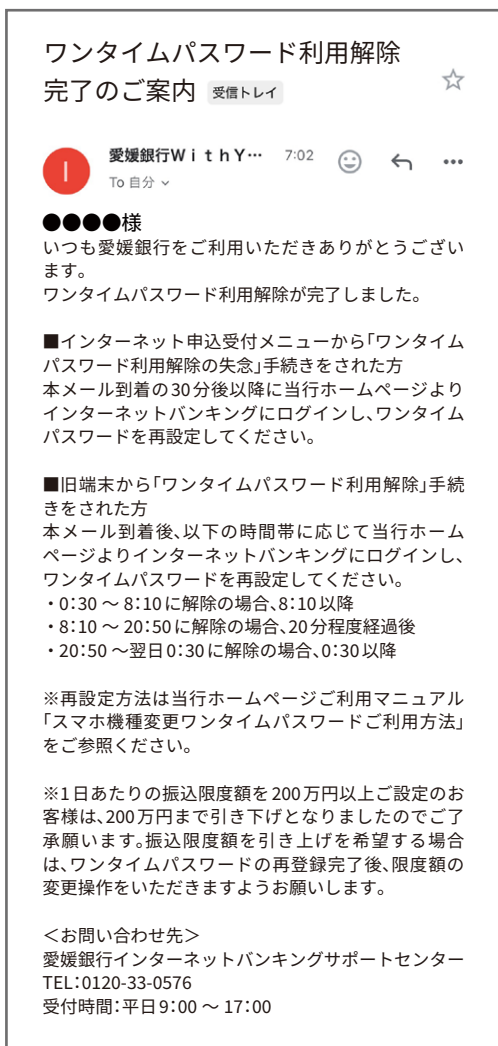 ワンタイムパスワード利用解除
完了のご案内 受信トレイ
I
愛媛銀行ＷｉｔｈＹ… 7:02
To 自分
●●●●様
いつも愛媛銀行をご利用いただきありがとうござい
ます。
ワンタイムパスワード利用解除が完了しました。
■インターネット申込受付メニューから「ワンタイム
パスワード利用解除の失念」手続きをされた方
本メール到着の30分後以降に当行ホームページより
インターネットバンキングにログインし、ワンタイム
パスワードを再設定してください。
■旧端末から「ワンタイムパスワード利用解除」手続
きをされた方
本メール到着後、以下の時間帯に応じて当行ホーム
ページよりインターネットバンキングにログインし、
ワンタイムパスワードを再設定してください。
・0：30 ～ 8：10に解除の場合、8：10以降
・8：10 ～ 20：50に解除の場合、20分程度経過後
・20：50 ～翌日0：30に解除の場合、0：30以降
※再設定方法は当行ホームページご利用マニュアル
「スマホ機種変更ワンタイムパスワードご利用方法」
をご参照ください。
※1日あたりの振込限度額を200万円以上ご設定のお
客様は、200万円まで引き下げとなりましたのでご了
承願います。振込限度額を引き上げを希望する場合
は、ワンタイムパスワードの再登録完了後、限度額の
変更操作をいただきますようお願いします。
＜お問い合わせ先＞
愛媛銀行インターネットバンキングサポートセンター
TEL：0120-33-0576
受付時間：平日9：00 ～ 17：00